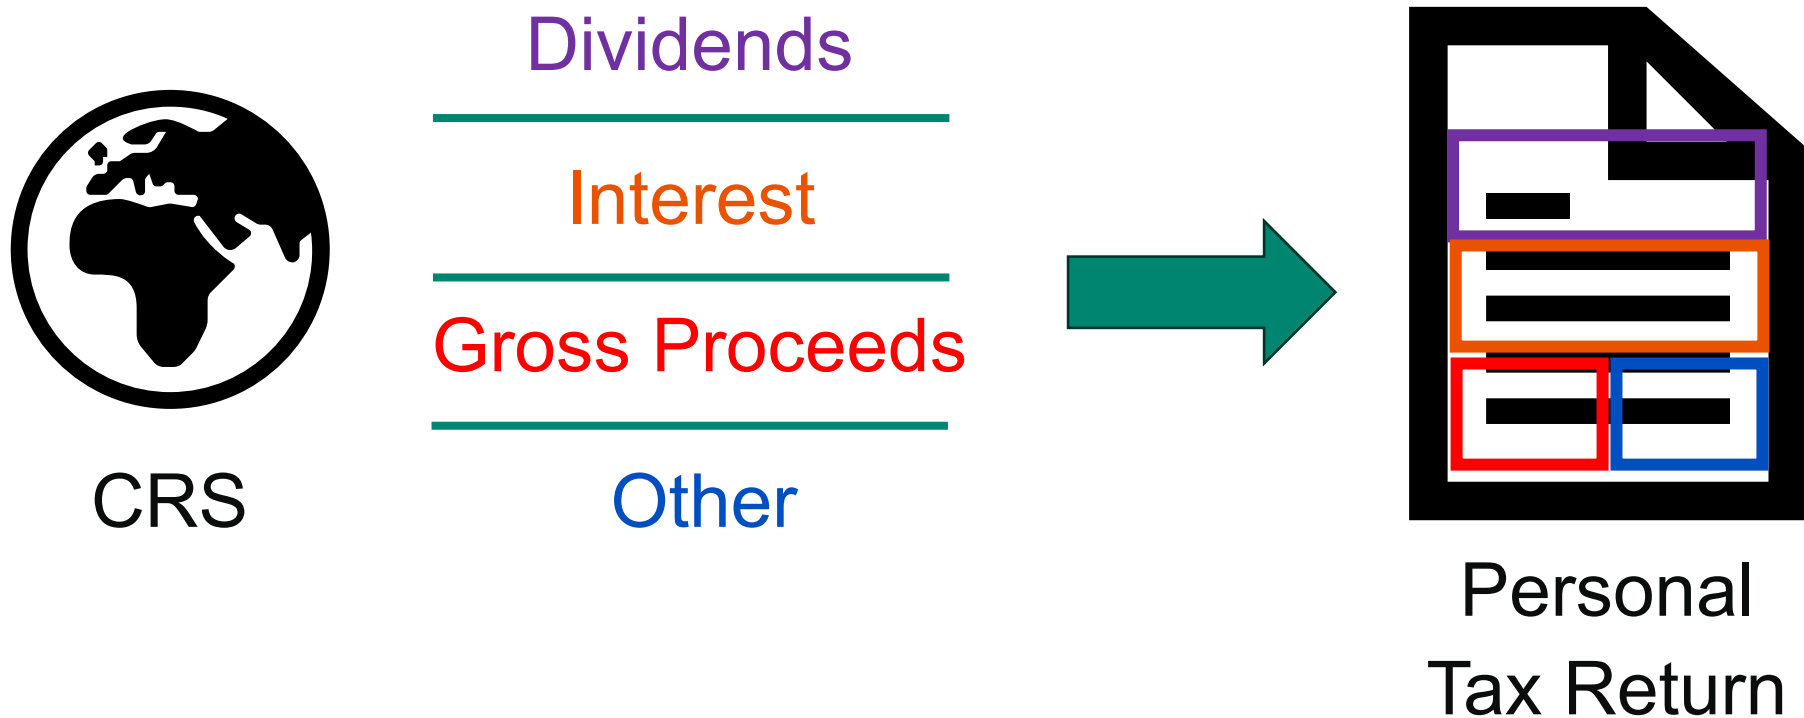 Dividends
Interest
Gross Proceeds
Other
CRS
Personal
Tax Return